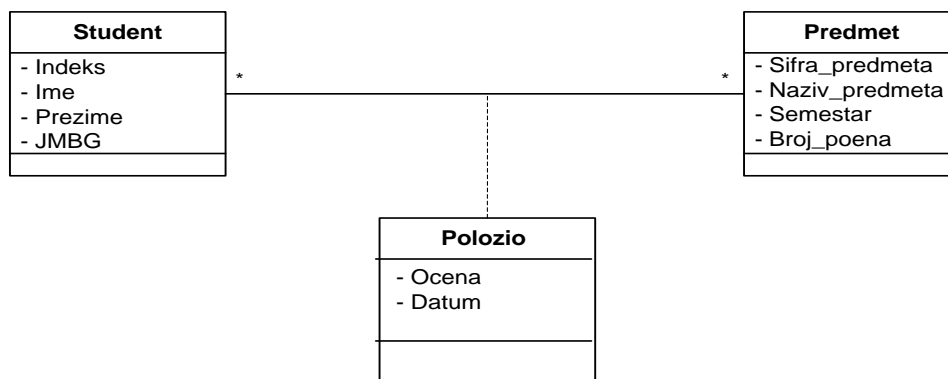 Student
- Indeks
- Ime
- Prezime
- JMBG
*
*
Predmet
- Sifra_predmeta
- Naziv_predmeta
- Semestar
- Broj_poena
Polozio
- Ocena
- Datum